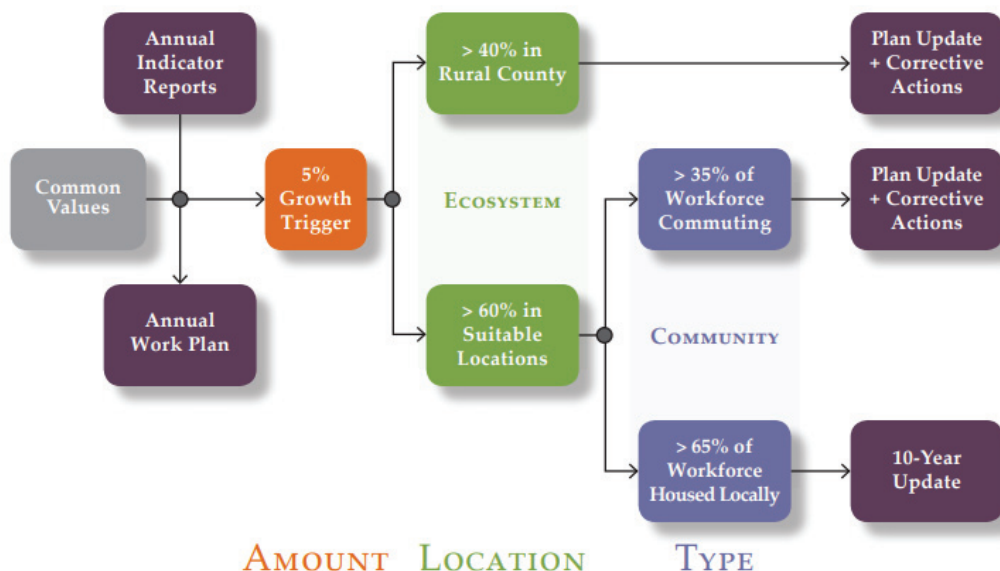 Annual
Indicator
Reports
> 40% in
Rural County
Plan Update
+ Corrective
Actions
Common
Values
5%
Growth
Trigger
ECOSYSTEM
> 35% of
Workforce
Commuting
Plan Update
+ Corrective
Actions
Annual
Work Plan
> 60% in
Suitable
Locations
COMMUNITY
> 65% of
Workforce
Housed Locally
10-Year
Update
AMOUNT LOCATION TYPE